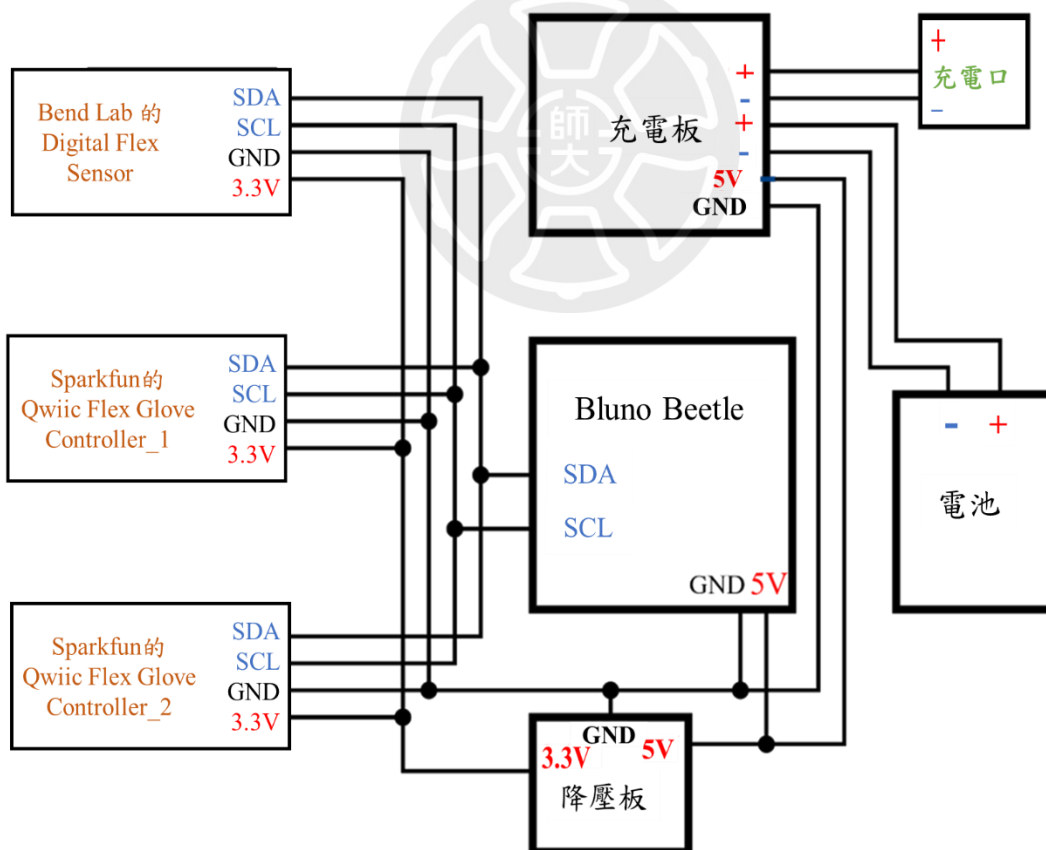 Bend Lab 的
Digital Flex
Sensor
SDA
SCL
GND
3.3V
充電板
+
-
+
-
5V
-
GND
+
充電口
-
師
大
Sparkfun的
Qwiic Flex Glove
Controller_1
SDA
SCL
GND
3.3V
Bluno Beetle
SDA
SCL
GND 5V
- +
電池
Sparkfun的
Qwiic Flex Glove
Controller_2
SDA
SCL
GND
3.3V
GND
3.3V 5V
降壓板